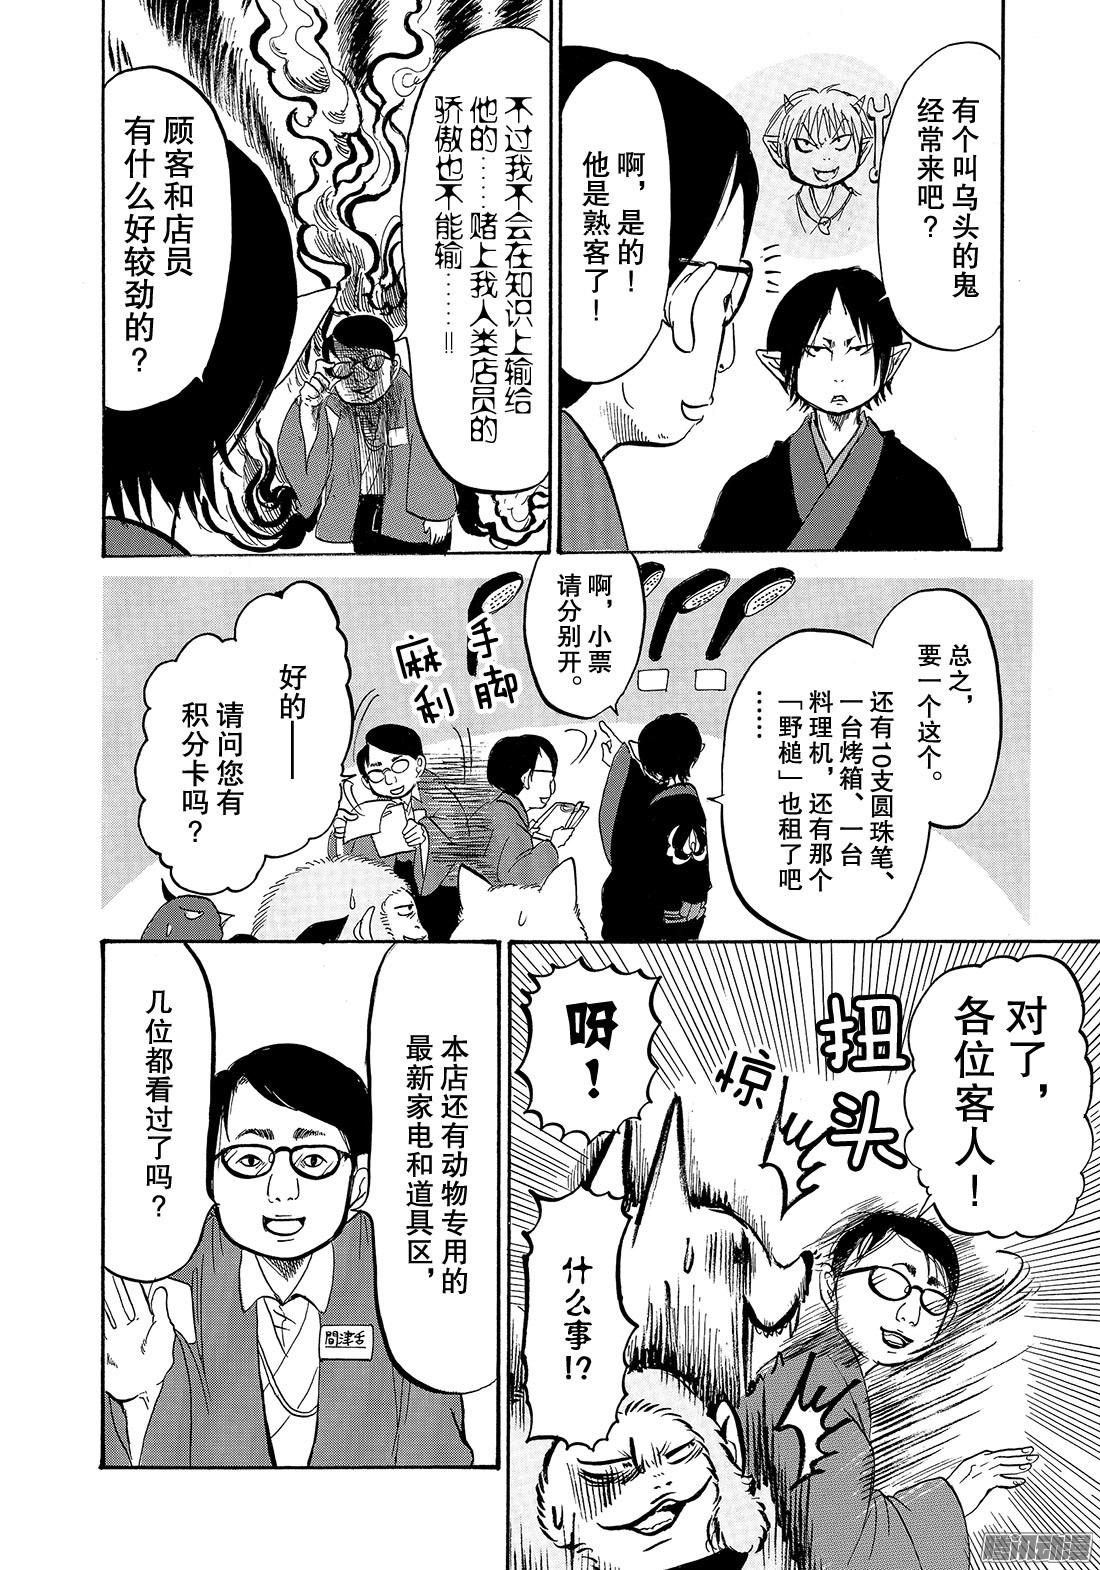 有个叫乌头的鬼
经常来吧？
啊，是的！
他是熟客了！
不过我不会在知识上输给
他的……赌上我人类店员的
骄傲也不能输……!!
顾客和店员
有什么好较劲的？
总之，
要一个这个。
还有10支圆珠笔、
一台烤箱、一台
料理机，还有那个
「野槌」也租了吧
……
啊，小票
请分别开。
手脚
麻利
好的——
请问您有
积分卡吗？
对了，
各位客人！
扭头
惊
呀！
什么事!?
本店还有动物专用的
最新家电和道具区，
几位都看过了吗？
間津舌
腾讯动漫